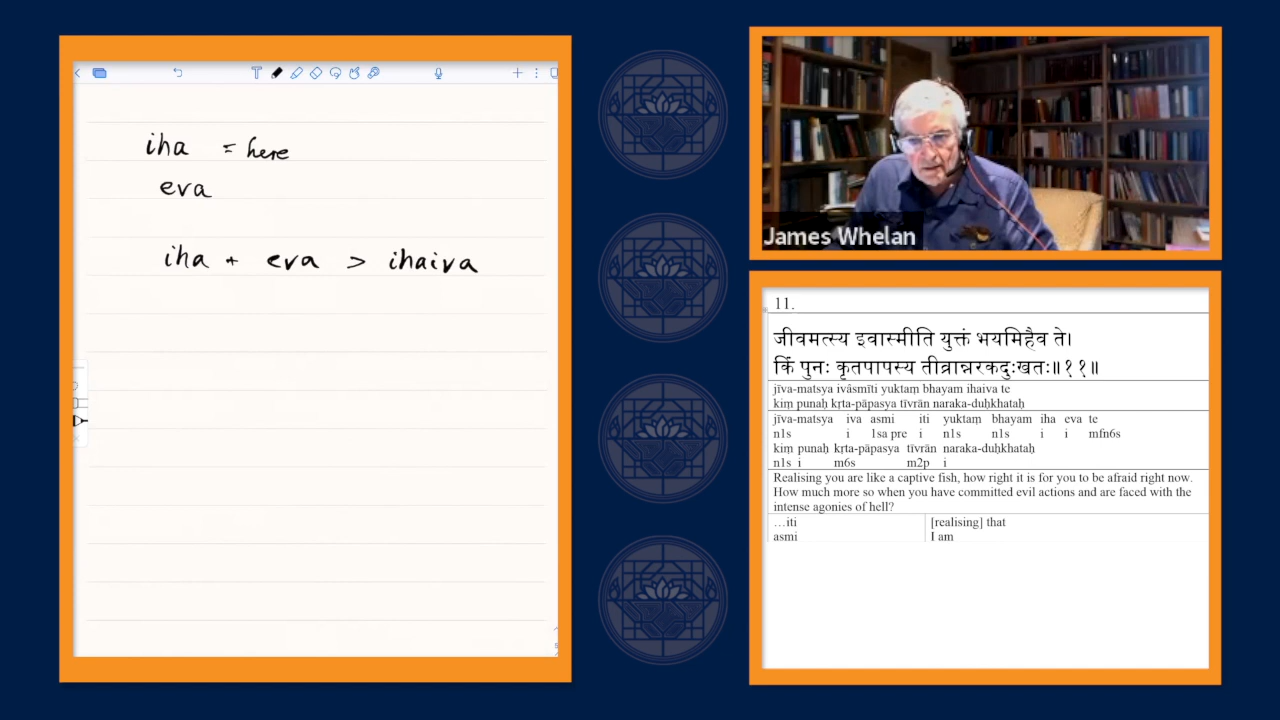 iha = here
eva
iha + eva > ihaiva
James Whelan
11.
जीवमत्स्य इवास्मीति युक्तं भयमिहैव ते।
किं पुनः कृतपापस्य तीव्रान्नरकदुःखतः॥११॥
jīva-matsya ivâsmīti yuktaṃ bhayam ihaiva te
kiṃ punaḥ kṛta-pāpasya tīvrān naraka-duḥkhataḥ
jīva-matsya iva asmi iti yuktaṃ bhayam iha eva te
n1s i 1sa pre i n1s n1s i i mfn6s
kiṃ punaḥ kṛta-pāpasya tīvrān naraka-duḥkhataḥ
n1s i m6s m2p i
Realising you are like a captive fish, how right it is for you to be afraid right now.
How much more so when you have committed evil actions and are faced with the
intense agonies of hell?
…iti [realising] that
asmi I am